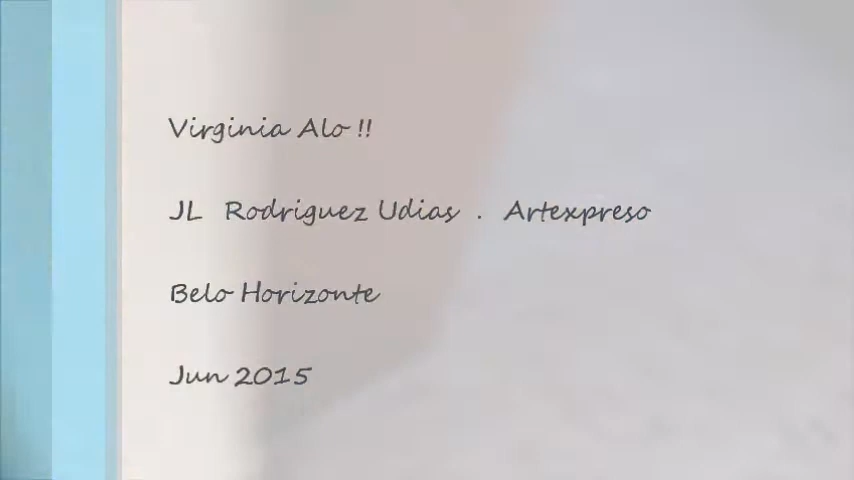 Virginia Alo !!
JL Rodriguez Udias . Artexpreso
Belo Horizonte
Jun 2015